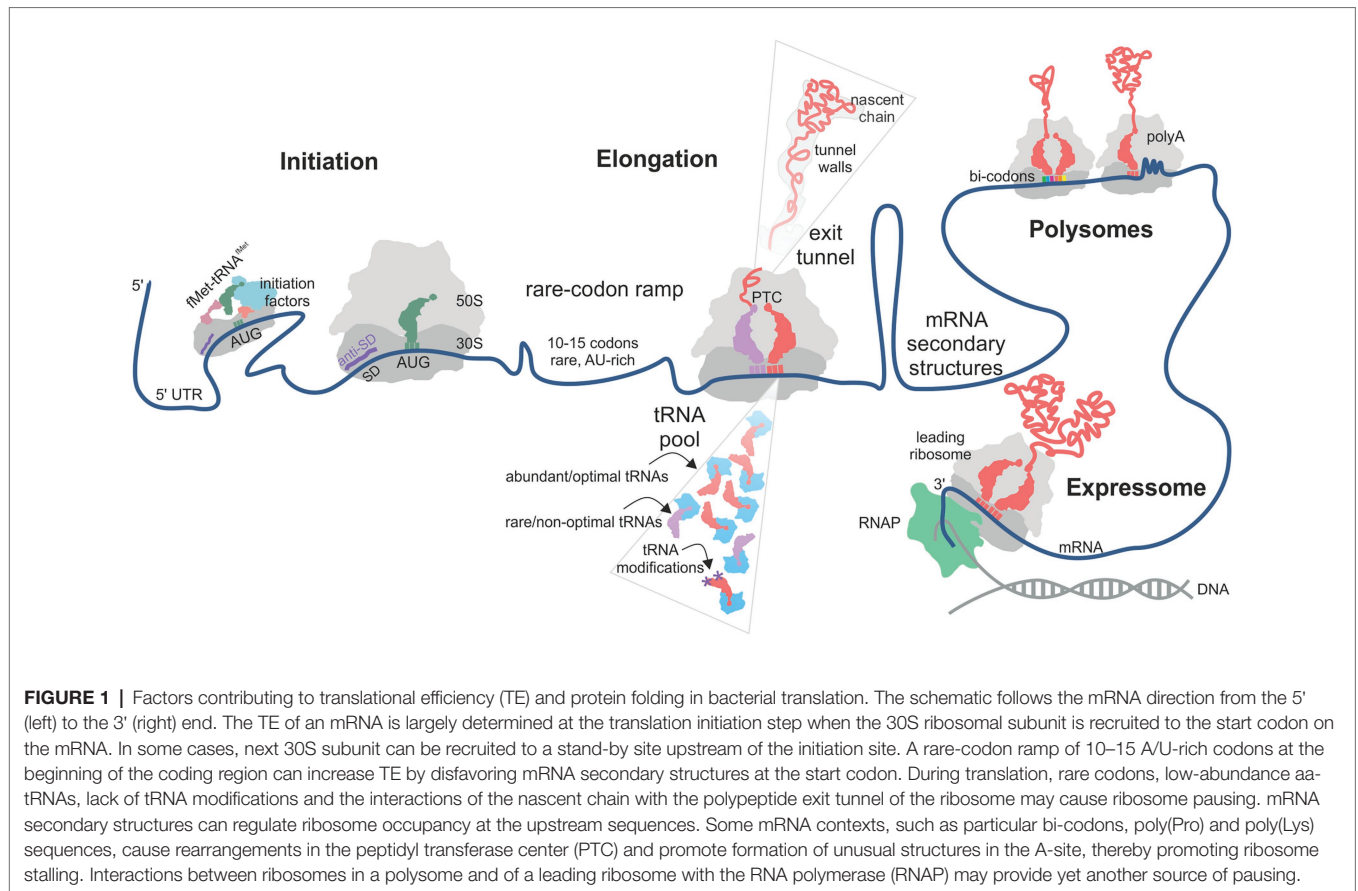 Initiation
Elongation
nascent
chain
tunnel
walls
exit
tunnel
polyA
bi-codons
Polysomes
5'
fMet-tRNAfMet
initiation
factors
AUG
5' UTR
50S
30S
anti-SD
SD
AUG
rare-codon ramp
10-15 codons
rare, AU-rich
PTC
mRNA
secondary
structures
tRNA
pool
abundant/optimal tRNAs
rare/non-optimal tRNAs
tRNA
modifications
leading
ribosome
3'
Expressome
RNAP
mRNA
DNA
FIGURE 1 | Factors contributing to translational efficiency (TE) and protein folding in bacterial translation. The schematic follows the mRNA direction from the 5'
(left) to the 3' (right) end. The TE of an mRNA is largely determined at the translation initiation step when the 30S ribosomal subunit is recruited to the start codon on
the mRNA. In some cases, next 30S subunit can be recruited to a stand-by site upstream of the initiation site. A rare-codon ramp of 10–15 A/U-rich codons at the
beginning of the coding region can increase TE by disfavoring mRNA secondary structures at the start codon. During translation, rare codons, low-abundance aa-
tRNAs, lack of tRNA modifications and the interactions of the nascent chain with the polypeptide exit tunnel of the ribosome may cause ribosome pausing. mRNA
secondary structures can regulate ribosome occupancy at the upstream sequences. Some mRNA contexts, such as particular bi-codons, poly(Pro) and poly(Lys)
sequences, cause rearrangements in the peptidyl transferase center (PTC) and promote formation of unusual structures in the A-site, thereby promoting ribosome
stalling. Interactions between ribosomes in a polysome and of a leading ribosome with the RNA polymerase (RNAP) may provide yet another source of pausing.